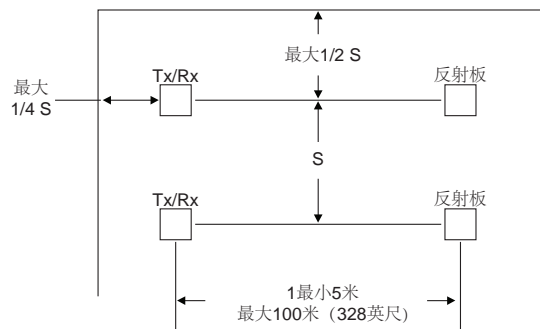 最大1/2 S
Tx/Rx
反射板
最大
1/4 S
S
Tx/Rx
反射板
1最小5米
最大100米（328英尺）